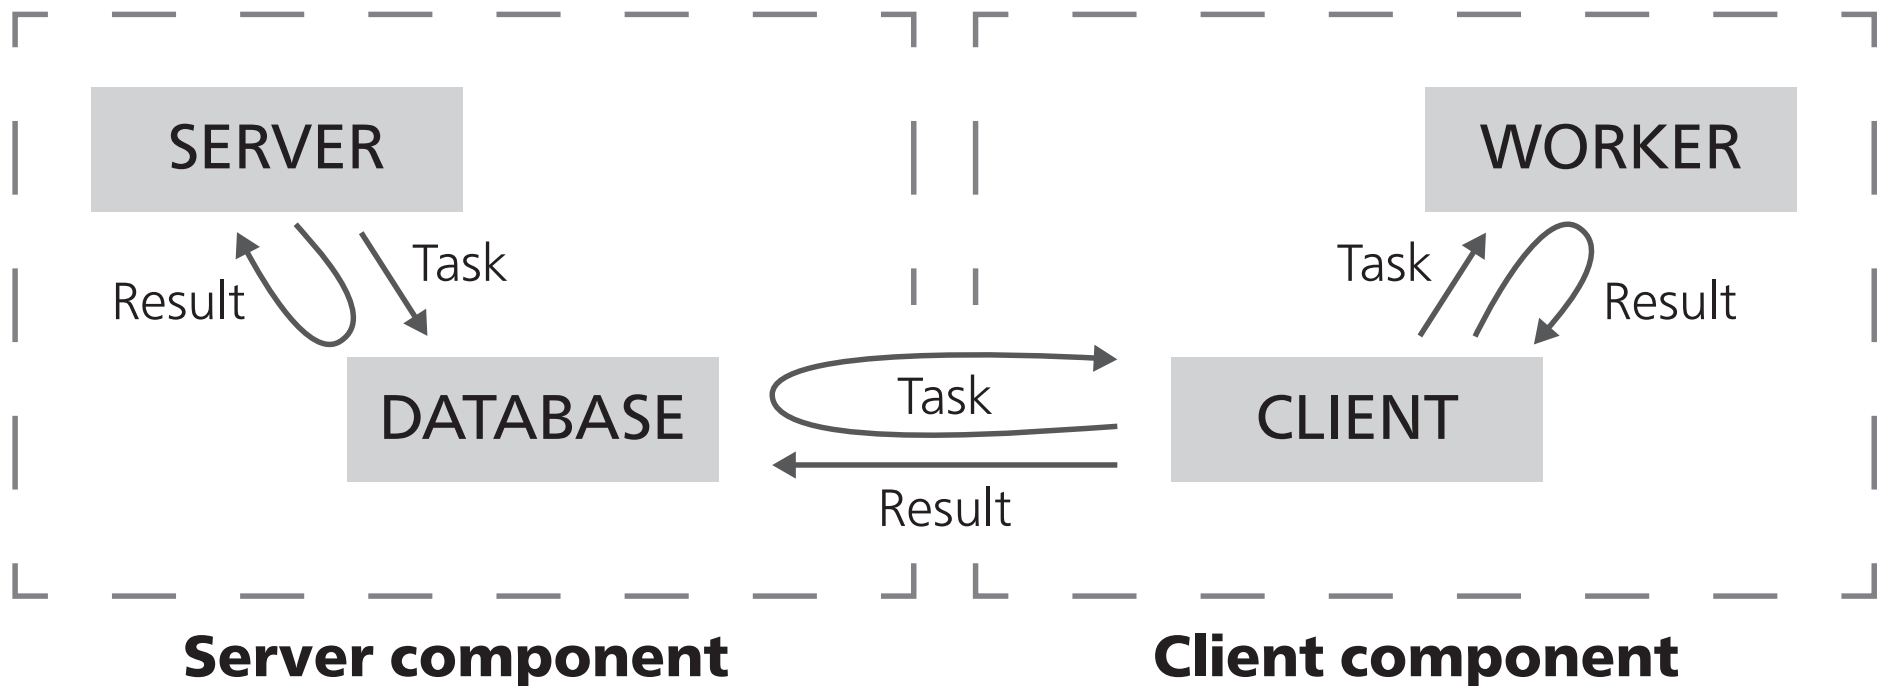 SERVER
WORKER
Task
Result
Task
Result
DATABASE
Task
CLIENT
Result
Server component
Client component